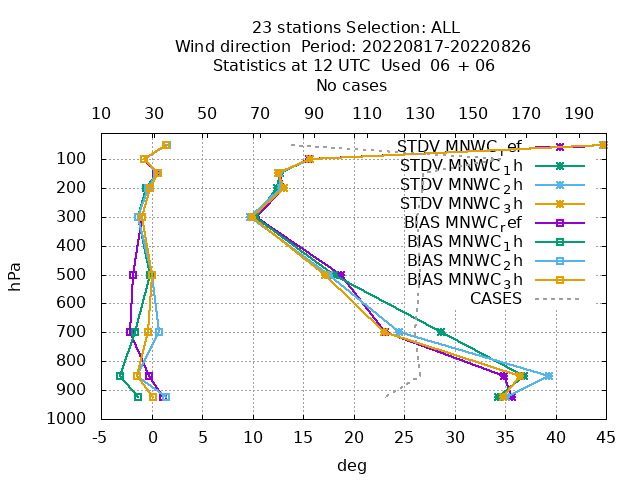 23 stations Selection: ALL
Wind direction  Period: 20220817-20220826
Statistics at 12 UTC  Used  06 + 06
No cases
10 30 50 70 90 110 130 150 170 190
STDV MNWC_ref
STDV MNWC_1h
STDV MNWC_2h
STDV MNWC_3h
BIAS MNWC_ref
BIAS MNWC_1h
BIAS MNWC_2h
BIAS MNWC_3h
CASES
hPa
100
200
300
400
500
600
700
800
900
1000
-5 0 5 10 15 20 25 30 35 40 45
deg